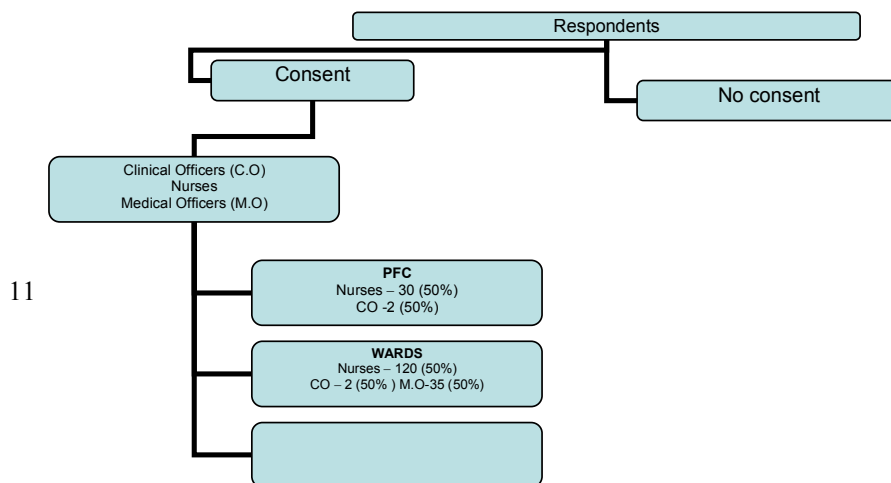 Respondents
Consent
No consent
Clinical Officers (C.O)
Nurses
Medical Officers (M.O)
11
PFC
Nurses – 30 (50%)
CO -2 (50%)
WARDS
Nurses – 120 (50%)
CO – 2 (50% ) M.O-35 (50%)